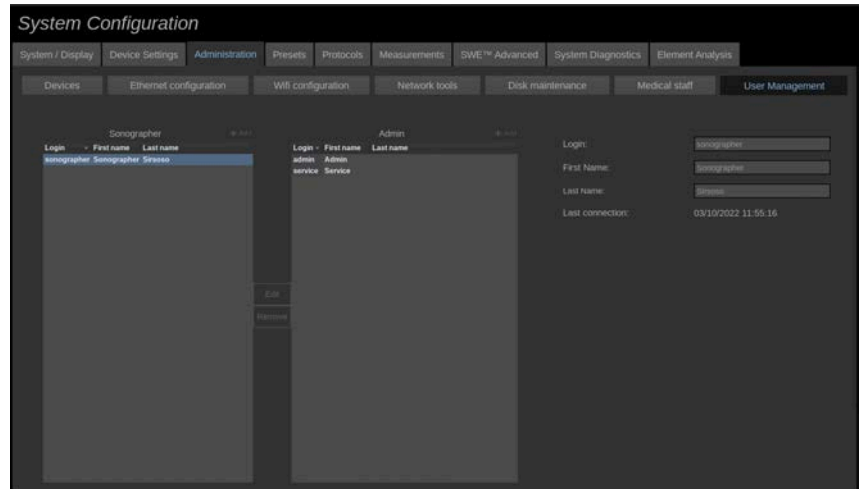 System Configuration
System / Display Device Settings Administration Presets Protocols Measurements SWE™ Advanced System Diagnostics Element Analysis
Devices Ethernet configuration Wifi configuration Network tools Disk maintenance Medical staff User Management
Sonographer Add Admin Add
Login First name Last name Login First name Last name
sonographer Sonographer Sirsoso admin Admin
service Service
Login: sonographer
First Name: Sonographer
Last Name: Sirsoso
Last connection: 03/10/2022 11:55:16
Edit
Remove